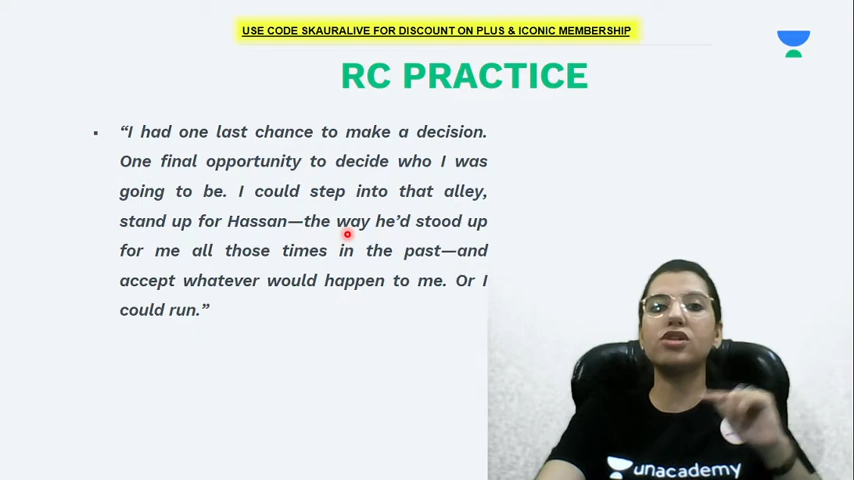 USE CODE SKAURALIVE FOR DISCOUNT ON PLUS & ICONIC MEMBERSHIP
RC PRACTICE
▪ “I had one last chance to make a decision.
One final opportunity to decide who I was
going to be. I could step into that alley,
stand up for Hassan—the way he’d stood up
for me all those times in the past—and
accept whatever would happen to me. Or I
could run.”
unacademy